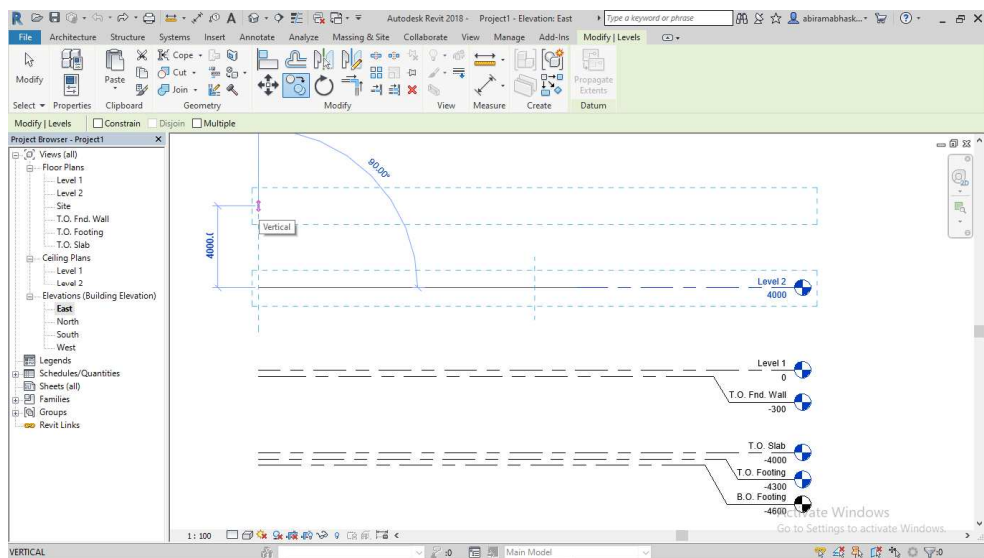 Autodesk Revit 2018 - Project1 - Elevation: East
Type a keyword or phrase
abirambhask...
File Architecture Structure Systems Insert Annotate Analyze Massing & Site Collaborate View Manage Add-Ins Modify | Levels
Modify
Paste
Cope
Cut
Join
Propagate Extents
Select Properties Clipboard Geometry Modify View Measure Create Datum
Modify | Levels Constrain Disjoin Multiple
Project Browser - Project1
Views (all)
Floor Plans
Level 1
Level 2
Site
T.O. Fnd. Wall
T.O. Footing
T.O. Slab
Ceiling Plans
Level 1
Level 2
Elevations (Building Elevation)
East
North
South
West
Legends
Schedules/Quantities
Sheets (all)
Families
Groups
Revit Links
90.00°
Vertical
4000.(
2D
Level 2
4000
Level 1
0
T.O. Fnd. Wall
-300
T.O. Slab
-4000
T.O. Footing
-4300
B.O. Footing
-4600
Activate Windows
Go to Settings to activate Windows.
1 : 100
VERTICAL
:0
Main Model
:0